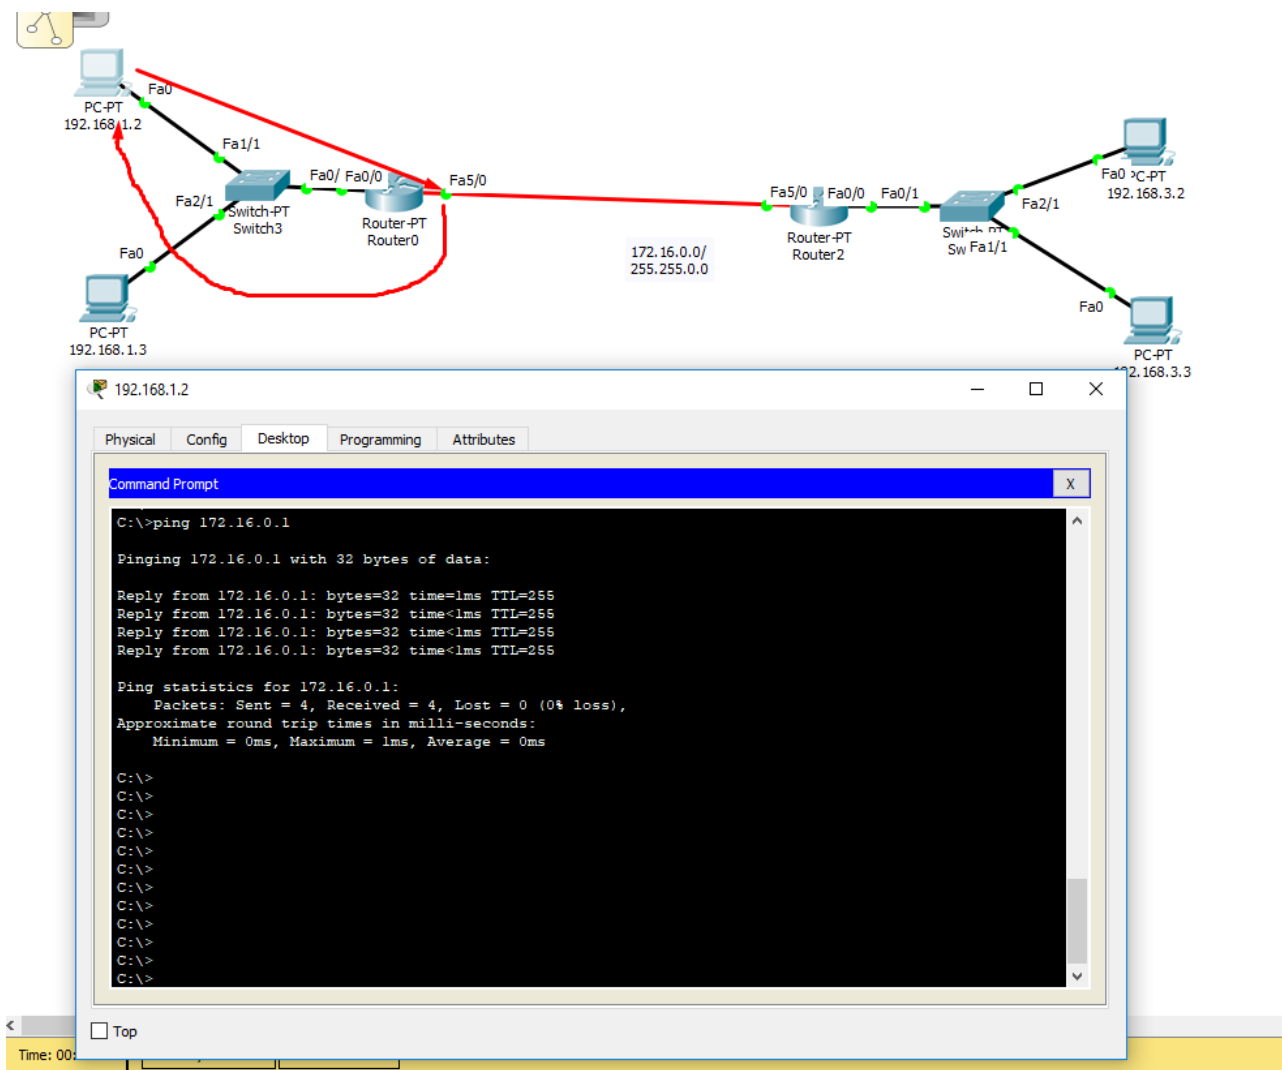 Fa0
PC-PT
192.168.1.2
Fa1/1
Fa0/ Fa0/0
Fa5/0
Fa2/1
Switch-PT
Switch3
Router-PT
Router0
Fa0
PC-PT
192.168.1.3
172.16.0.0/
255.255.0.0
Fa5/0
Fa0/0
Fa0/1
Router-PT
Router2
Fa0
PC-PT
192.168.3.2
Fa2/1
Sw Fa1/1
Fa0
PC-PT
192.168.3.3
192.168.1.2
Physical Config Desktop Programming Attributes
Command Prompt
X
C:\>ping 172.16.0.1
Pinging 172.16.0.1 with 32 bytes of data:
Reply from 172.16.0.1: bytes=32 time=1ms TTL=255
Reply from 172.16.0.1: bytes=32 time<1ms TTL=255
Reply from 172.16.0.1: bytes=32 time<1ms TTL=255
Reply from 172.16.0.1: bytes=32 time<1ms TTL=255
Ping statistics for 172.16.0.1:
Packets: Sent = 4, Received = 4, Lost = 0 (0% loss),
Approximate round trip times in milli-seconds:
Minimum = 0ms, Maximum = 1ms, Average = 0ms
C:\>
C:\>
C:\>
C:\>
C:\>
C:\>
C:\>
C:\>
C:\>
C:\>
C:\>
C:\>
Top
Time: 00: